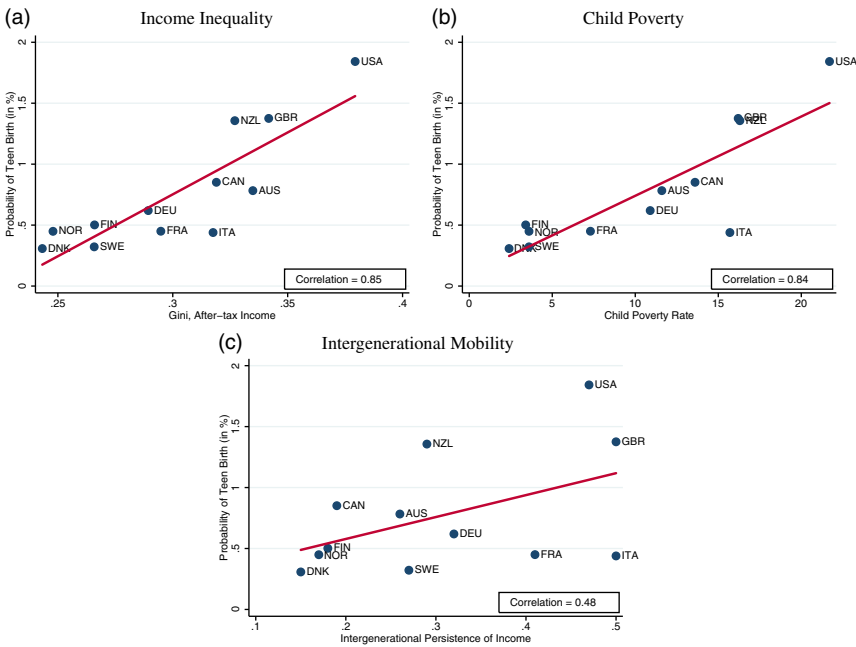 (a)
Income Inequality
Probability of Teen Birth (in %)
2
1.5
1
.5
0
USA
NZL
GBR
CAN
AUS
DEU
FIN
NOR
FRA
ITA
DNK
SWE
Correlation = 0.85
.25
.3
.35
.4
Gini, After−tax Income
(b)
Child Poverty
Probability of Teen Birth (in %)
2
1.5
1
.5
0
USA
GBR
NZL
CAN
AUS
DEU
FIN
NOR
FRA
ITA
DNK
SWE
Correlation = 0.84
0
5
10
15
20
Child Poverty Rate
(c)
Intergenerational Mobility
Probability of Teen Birth (in %)
2
1.5
1
.5
0
USA
GBR
NZL
CAN
AUS
DEU
FIN
NOR
FRA
ITA
DNK
SWE
Correlation = 0.48
.1
.2
.3
.4
.5
Intergenerational Persistence of Income